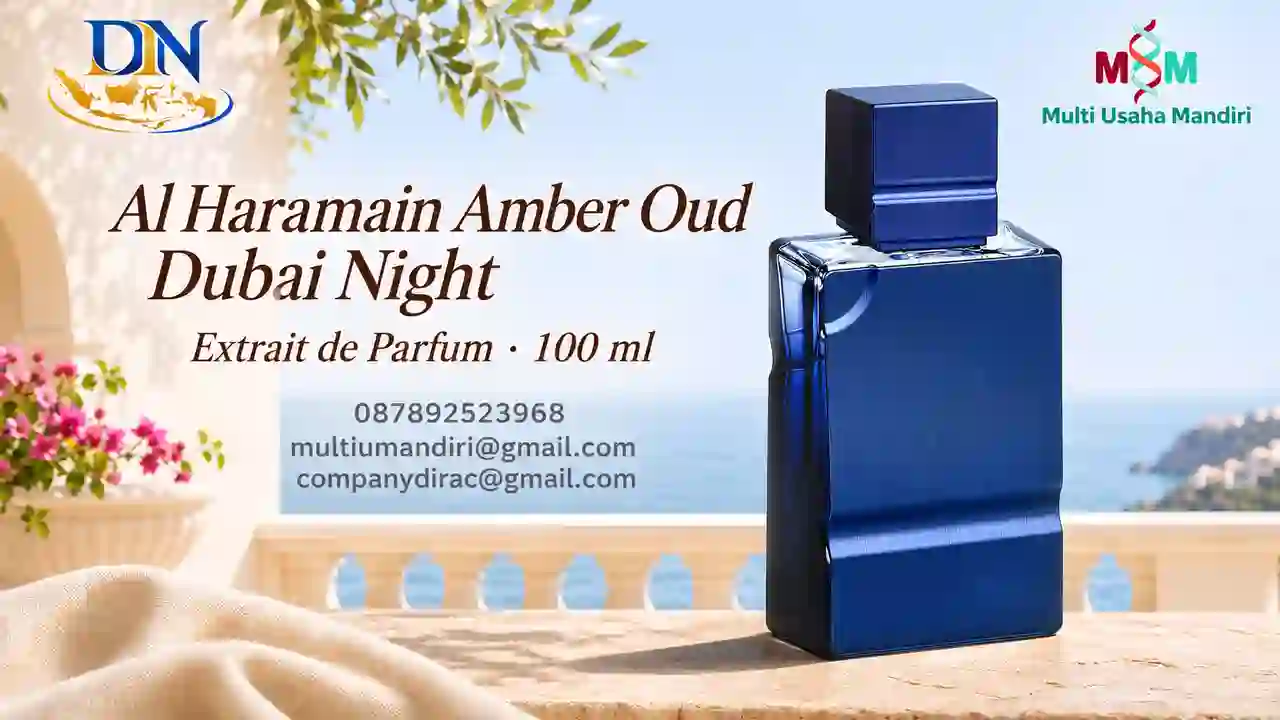 DN
MSM
Multi Usaha Mandiri
Al Haramain Amber Oud
Dubai Night
Extrait de Parfum · 100 ml
087892523968
multiumandiri@gmail.com
companydirac@gmail.com